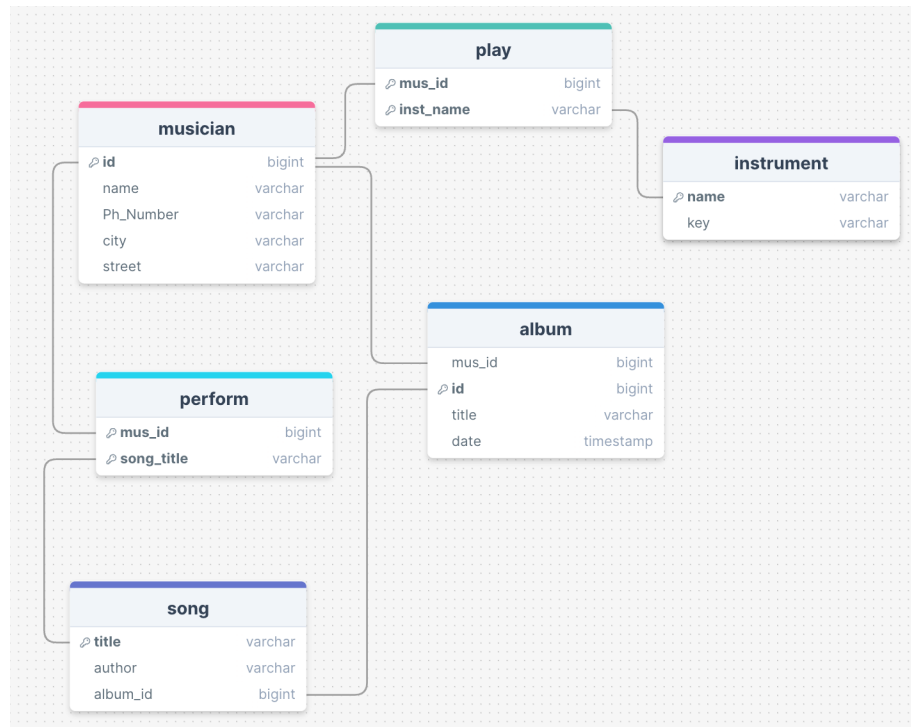 play
mus_id bigint
inst_name varchar
musician
id bigint
name varchar
Ph_Number varchar
city varchar
street varchar
instrument
name varchar
key varchar
album
mus_id bigint
id bigint
title varchar
date timestamp
perform
mus_id bigint
song_title varchar
song
title varchar
author varchar
album_id bigint